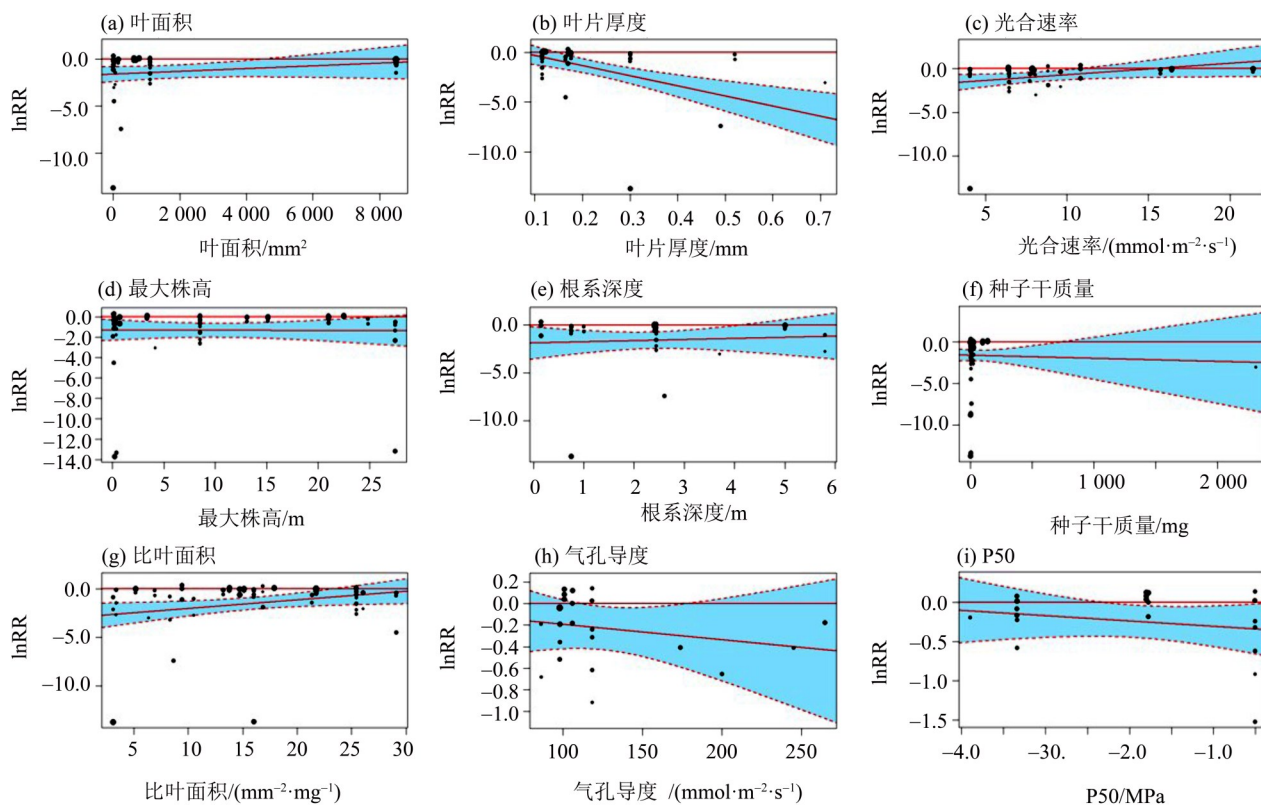 (a) 叶面积
0.0
−5.0
−10.0
lnRR
0 2 000 4 000 6 000 8 000
叶面积/mm²
(b) 叶片厚度
0.0
−5.0
−10.0
lnRR
0.1 0.2 0.3 0.4 0.5 0.6 0.7
叶片厚度/mm
(c) 光合速率
0.0
−5.0
−10.0
lnRR
5 10 15 20
光合速率/(mmol·m⁻²·s⁻¹)
(d) 最大株高
0.0
−2.0
−4.0
−6.0
−8.0
−10.0
−12.0
−14.0
lnRR
0 5 10 15 20 25
最大株高/m
(e) 根系深度
0.0
−5.0
−10.0
lnRR
0 1 2 3 4 5 6
根系深度/m
(f) 种子干质量
0.0
−5.0
−10.0
lnRR
0 1 000 2 000
种子干质量/mg
(g) 比叶面积
0.0
−5.0
−10.0
lnRR
5 10 15 20 25 30
比叶面积/(mm⁻²·mg⁻¹)
(h) 气孔导度
0.2
0.0
−0.2
−0.4
−0.6
−0.8
−1.0
lnRR
100 150 200 250
气孔导度 /(mmol·m⁻²·s⁻¹)
(i) P50
0.5
0.0
−0.5
−1.0
−1.5
lnRR
−4.0 −30. −2.0 −1.0
P50/MPa